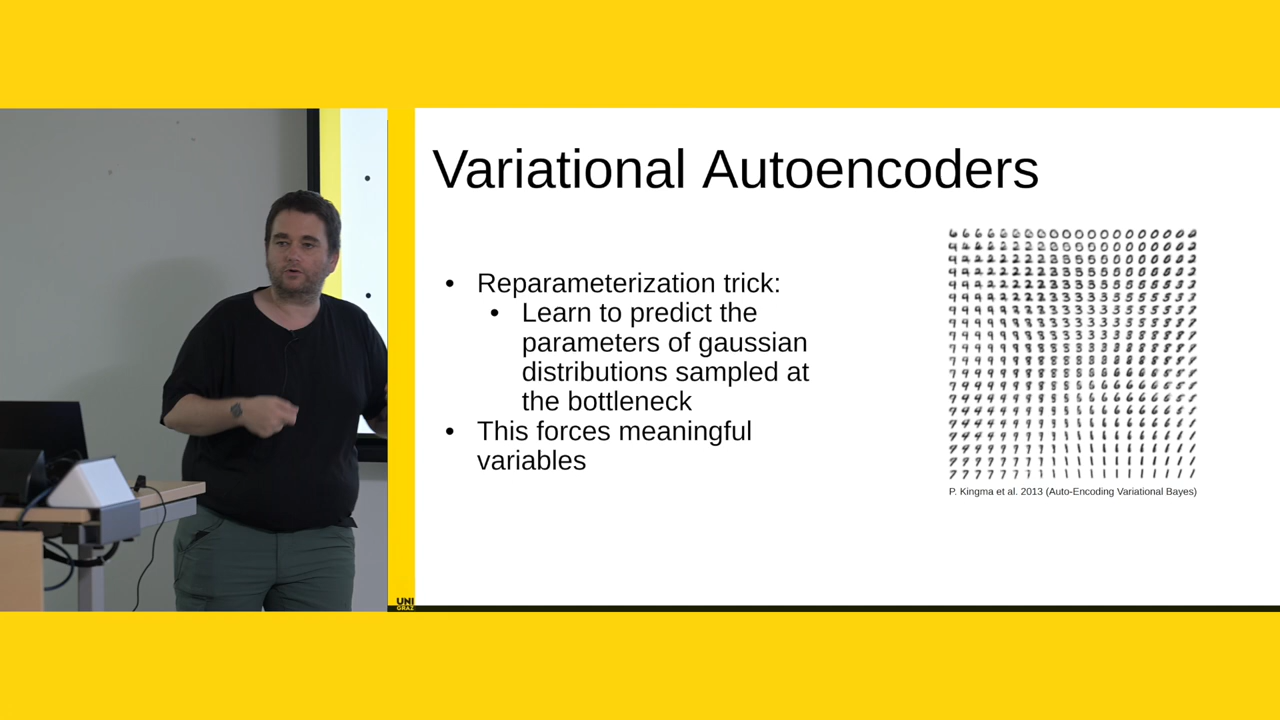 Variational Autoencoders
• Reparameterization trick:
• Learn to predict the
parameters of gaussian
distributions sampled at
the bottleneck
• This forces meaningful
variables
P. Kingma et al. 2013 (Auto-Encoding Variational Bayes)
UNI
GRAZ